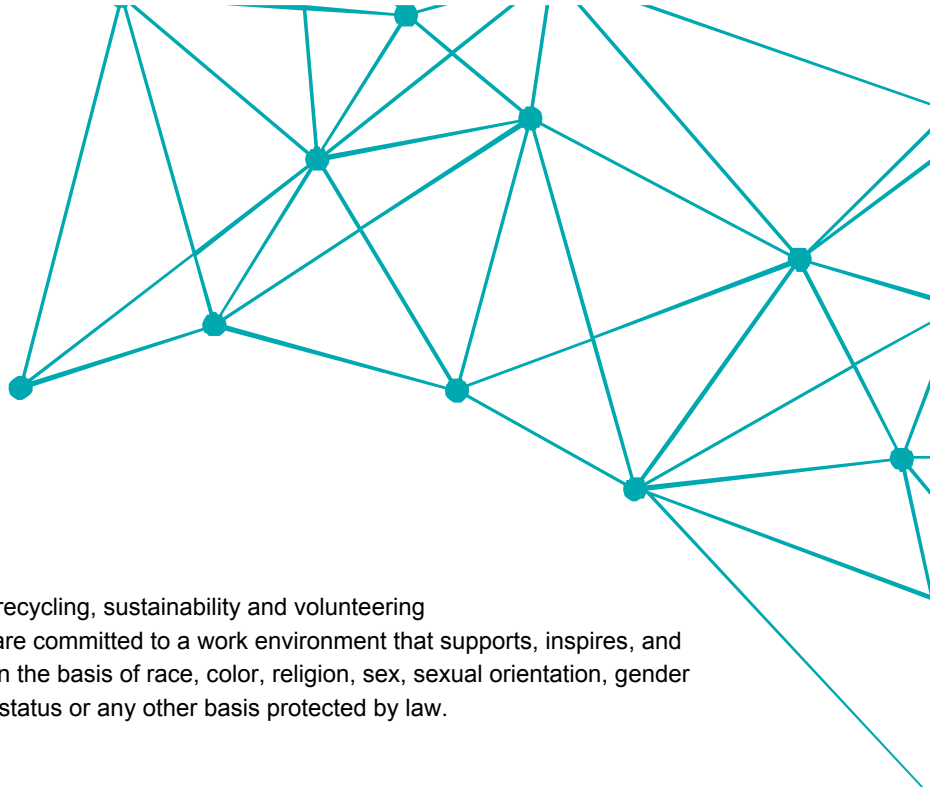 recycling, sustainability and volunteering
are committed to a work environment that supports, inspires, and
n the basis of race, color, religion, sex, sexual orientation, gender
status or any other basis protected by law.